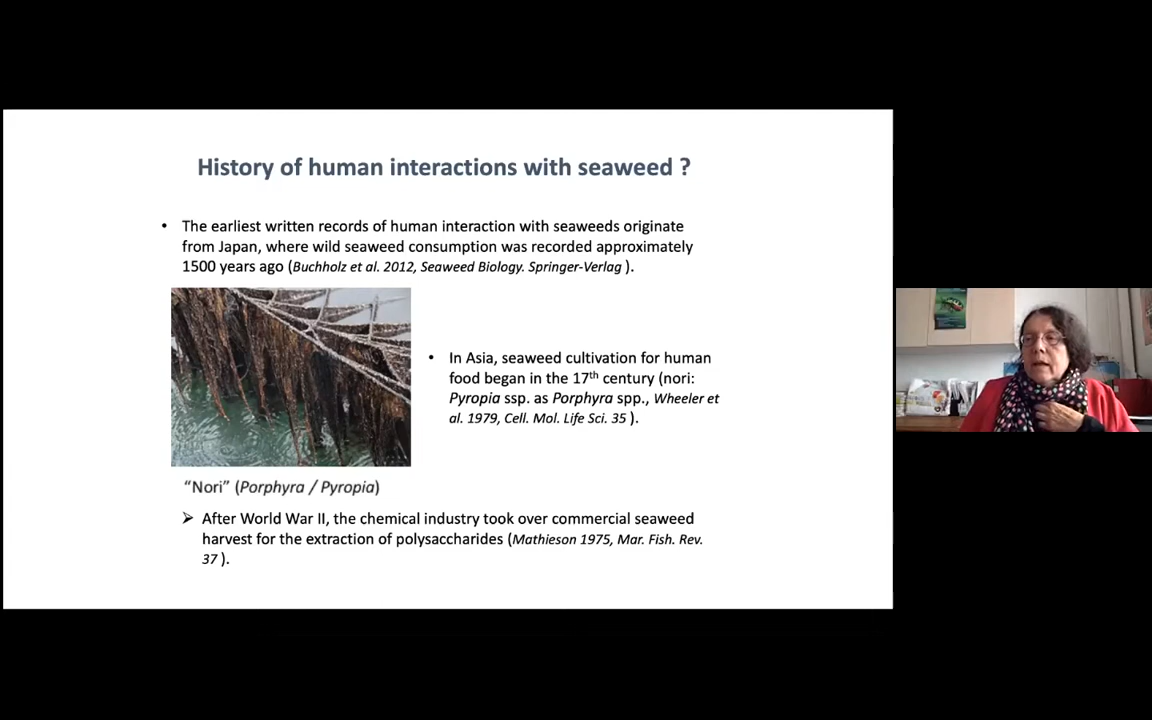 History of human interactions with seaweed ?
• The earliest written records of human interaction with seaweeds originate
from Japan, where wild seaweed consumption was recorded approximately
1500 years ago (Buchholz et al. 2012, Seaweed Biology. Springer-Verlag ).
• In Asia, seaweed cultivation for human
food began in the 17th century (nori:
Pyropia ssp. as Porphyra spp., Wheeler et
al. 1979, Cell. Mol. Life Sci. 35 ).
“Nori” (Porphyra / Pyropia)
➢ After World War II, the chemical industry took over commercial seaweed
harvest for the extraction of polysaccharides (Mathieson 1975, Mar. Fish. Rev.
37 ).